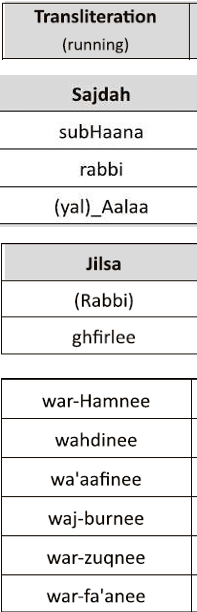 Transliteration
(running)
Sajdah
subHaana
rabbi
(yal)_Aalaa
Jilsa
(Rabbi)
ghfirlee
war-Hamnee
wahdinee
wa'aafinee
waj-burnee
war-zuqnee
war-fa'anee